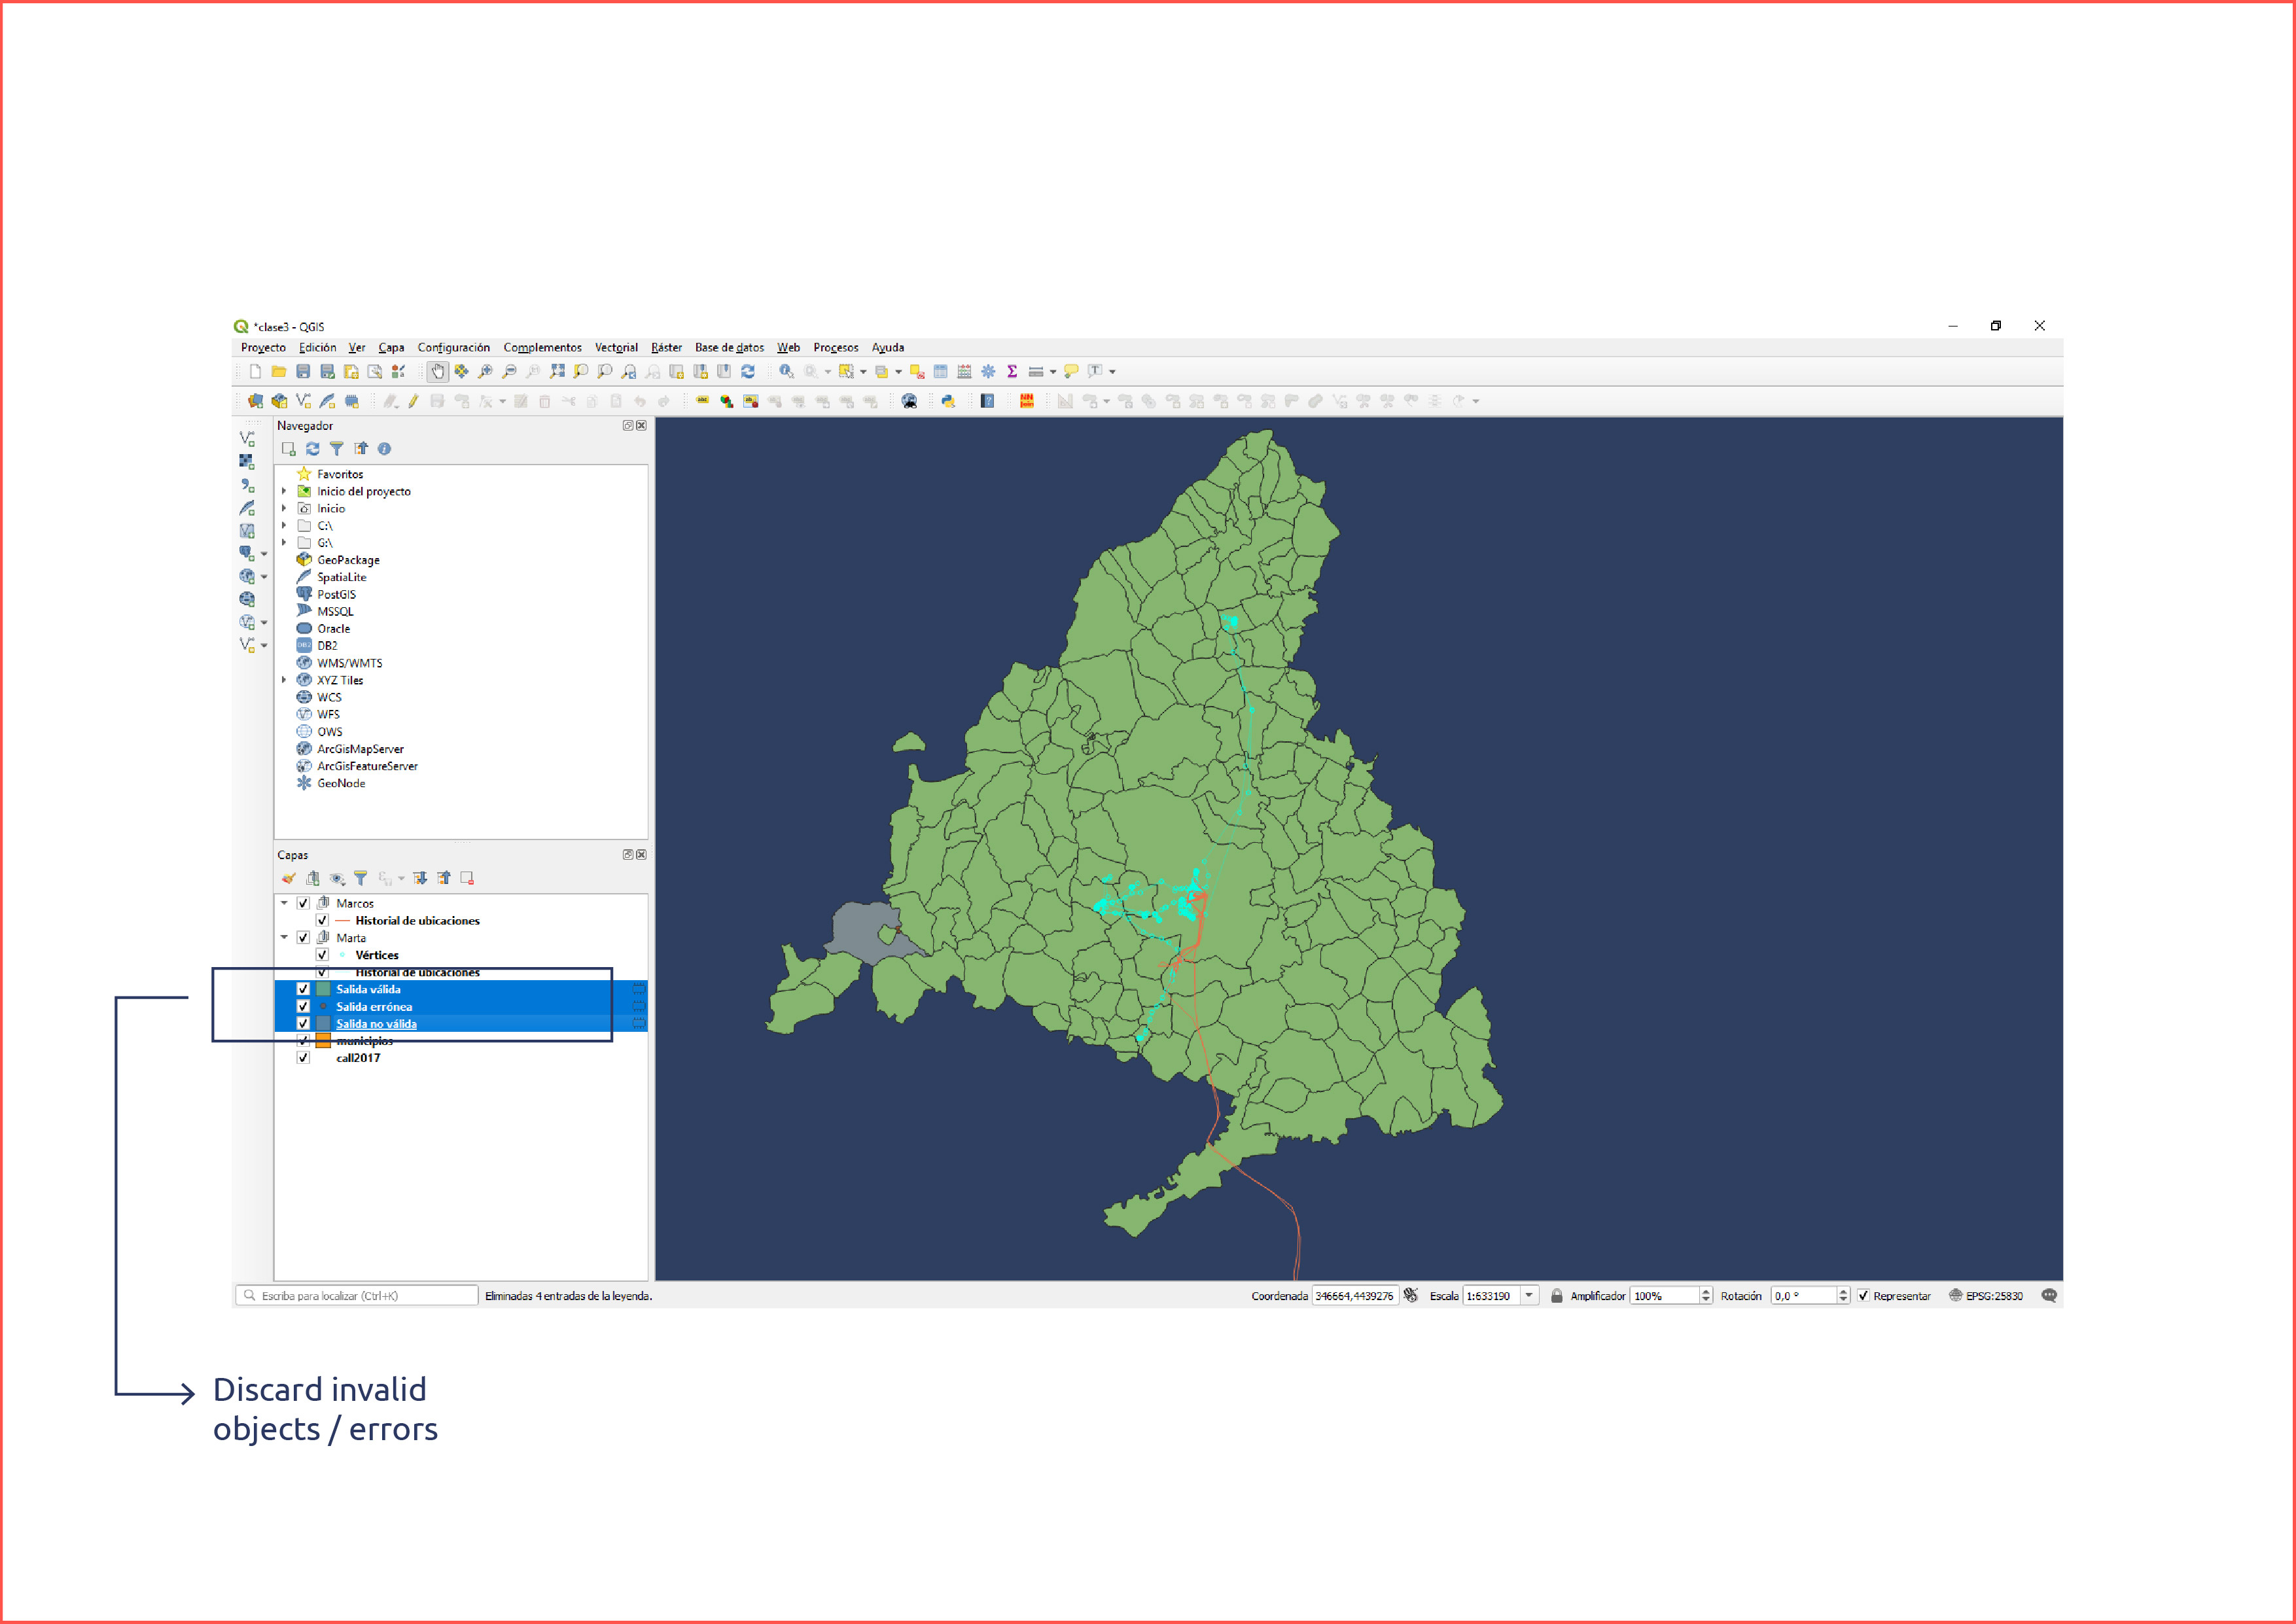 *clase3 - QGIS
Proyecto Edición Ver Capa Configuración Complementos Vectorial Ráster Base de datos Web Procesos Ayuda
Navegador
Favoritos
Inicio del proyecto
Inicio
C:\
G:\
GeoPackage
SpatiaLite
PostGIS
MSSQL
Oracle
DB2
WMS/WMTS
XYZ Tiles
WCS
WFS
OWS
ArcGisMapServer
ArcGisFeatureServer
GeoNode
Capas
Marcos
Historial de ubicaciones
Marta
Vértices
Historial de ubicaciones
Salida válida
Salida errónea
Salida no válida
municipios
call2017
Escriba para localizar (Ctrl+K) Eliminadas 4 entradas de la leyenda. Coordenada 346664,4439276 Escala 1:633190 Amplificador 100% Rotación 0,0 ° Representar EPSG:25830
Discard invalid
objects / errors